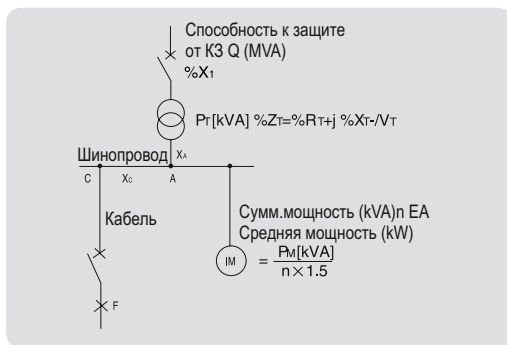 Способность к защите
от КЗ Q (MVA)
%X1
PT[kVA] %ZT=%RT+j %XT-/VT
Шинопровод XA
C XC A
Кабель
Сумм.мощность (kVA)n EA
Средняя мощность (kW)
IM = PM[kVA]
n×1.5
F